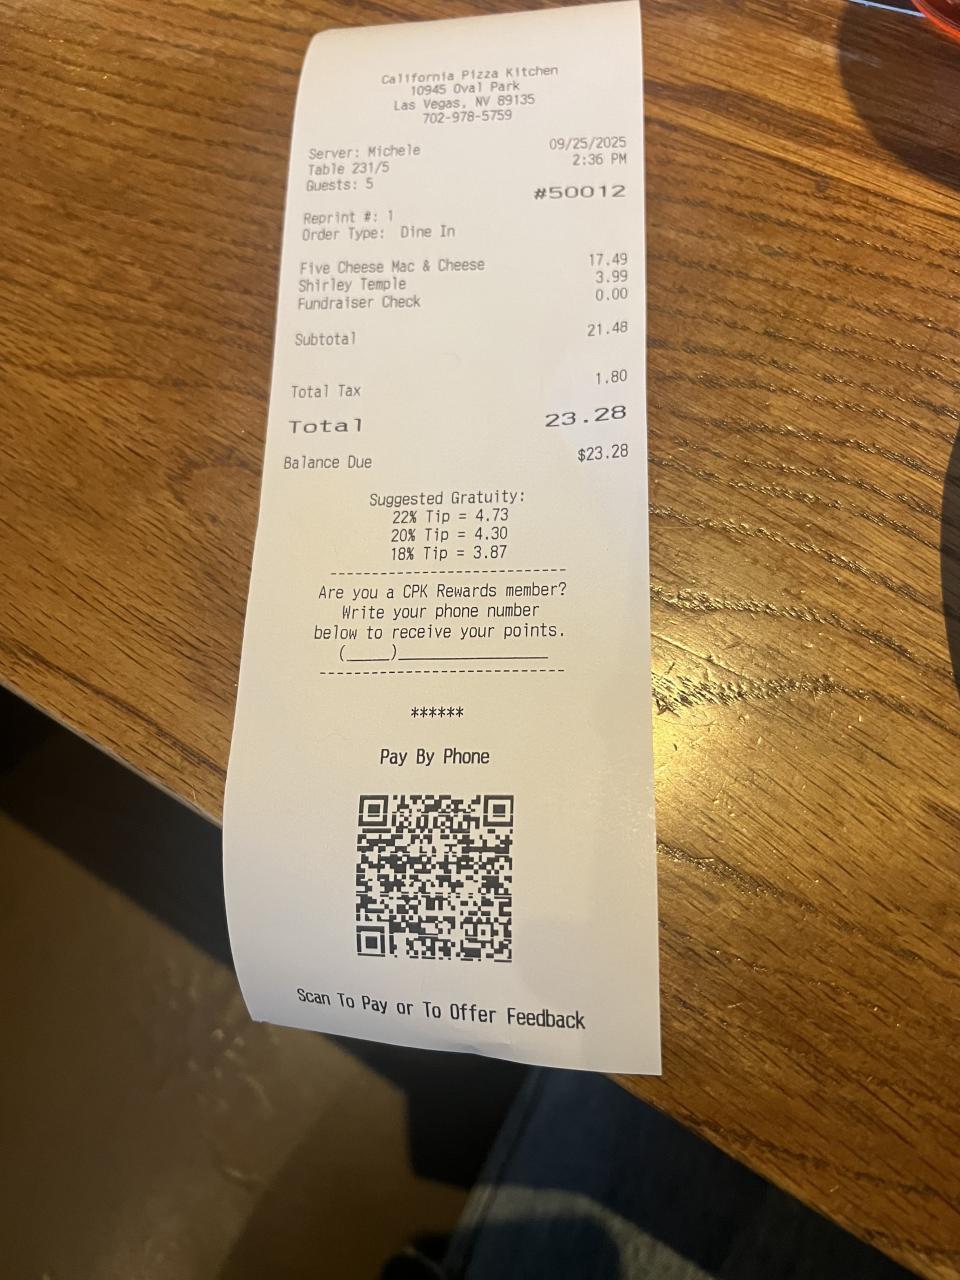 California Pizza Kitchen
10945 Oval Park
Las Vegas, NV 89135
702-978-5759
Server: Michele 09/25/2025
Table 231/5 2:36 PM
Guests: 5 #50012
Reprint #: 1
Order Type: Dine In
Five Cheese Mac & Cheese 17.49
Shirley Temple 3.99
Fundraiser Check 0.00
Subtotal 21.48
Total Tax 1.80
Total 23.28
Balance Due $23.28
Suggested Gratuity:
22% Tip = 4.73
20% Tip = 4.30
18% Tip = 3.87
--------------------------
Are you a CPK Rewards member?
Write your phone number
below to receive your points.
(____)______________
--------------------------
******
Pay By Phone
Scan To Pay or To Offer Feedback